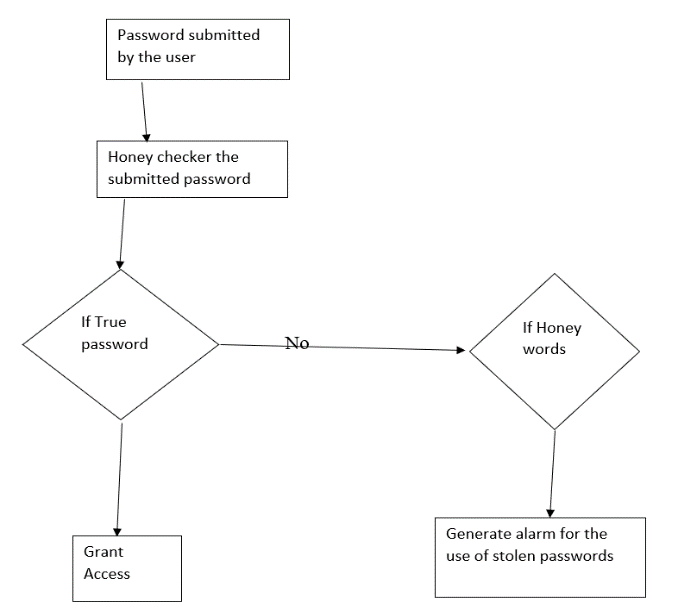 Password submitted
by the user
Honey checker the
submitted password
If True
password
No
If Honey
words
Grant
Access
Generate alarm for the
use of stolen passwords